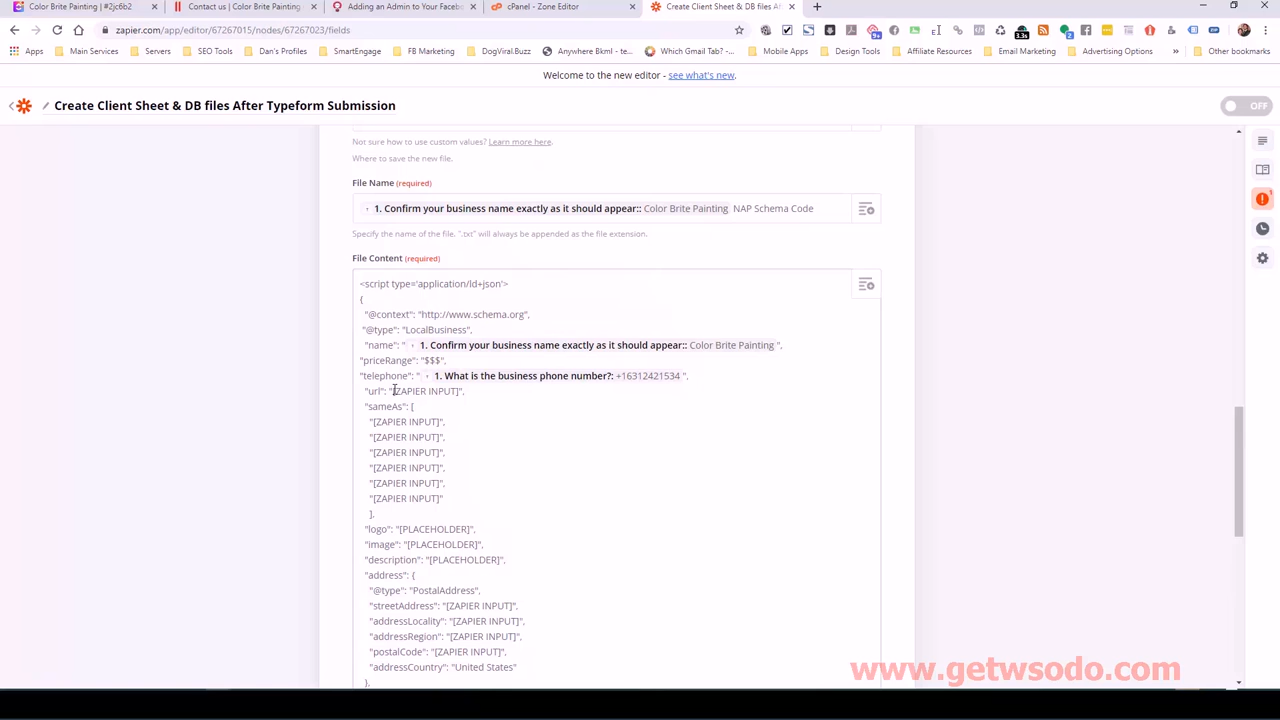 Color Brite Painting | #2jc6b2
Contact us | Color Brite Painting
Adding an Admin to Your Facebo
cPanel - Zone Editor
Create Client Sheet & DB files Af
zapier.com/app/editor/67267015/nodes/67267023/fields
Apps
Main Services
Servers
SEO Tools
Dan's Profiles
SmartEngage
FB Marketing
DogViral.Buzz
Anywhere Bkml - te...
Which Gmail Tab? -...
Mobile Apps
Design Tools
Affiliate Resources
Email Marketing
Advertising Options
»
Other bookmarks
Welcome to the new editor - see what's new.
Create Client Sheet & DB files After Typeform Submission
OFF
Not sure how to use custom values? Learn more here.
Where to save the new file.
File Name (required)
1. Confirm your business name exactly as it should appear:: Color Brite Painting NAP Schema Code
Specify the name of the file. ".txt" will always be appended as the file extension.
File Content (required)
<script type='application/ld+json'>
{
"@context": "http://www.schema.org",
"@type": "LocalBusiness",
"name": " 1. Confirm your business name exactly as it should appear:: Color Brite Painting ",
"priceRange": "$$$",
"telephone": " 1. What is the business phone number?: +16312421534 ",
"url": "[ZAPIER INPUT]",
"sameAs": [
"[ZAPIER INPUT]",
"[ZAPIER INPUT]",
"[ZAPIER INPUT]",
"[ZAPIER INPUT]",
"[ZAPIER INPUT]",
"[ZAPIER INPUT]"
],
"logo": "[PLACEHOLDER]",
"image": "[PLACEHOLDER]",
"description": "[PLACEHOLDER]",
"address": {
"@type": "PostalAddress",
"streetAddress": "[ZAPIER INPUT]",
"addressLocality": "[ZAPIER INPUT]",
"addressRegion": "[ZAPIER INPUT]",
"postalCode": "[ZAPIER INPUT]",
"addressCountry": "United States"
},
www.getwsodo.com